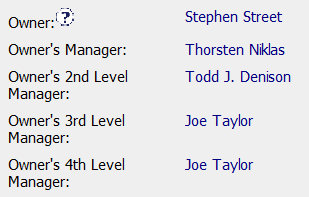 Owner:? Stephen Street
Owner's Manager: Thorsten Niklas
Owner's 2nd Level Todd J. Denison
Manager:
Owner's 3rd Level Joe Taylor
Manager:
Owner's 4th Level Joe Taylor
Manager: